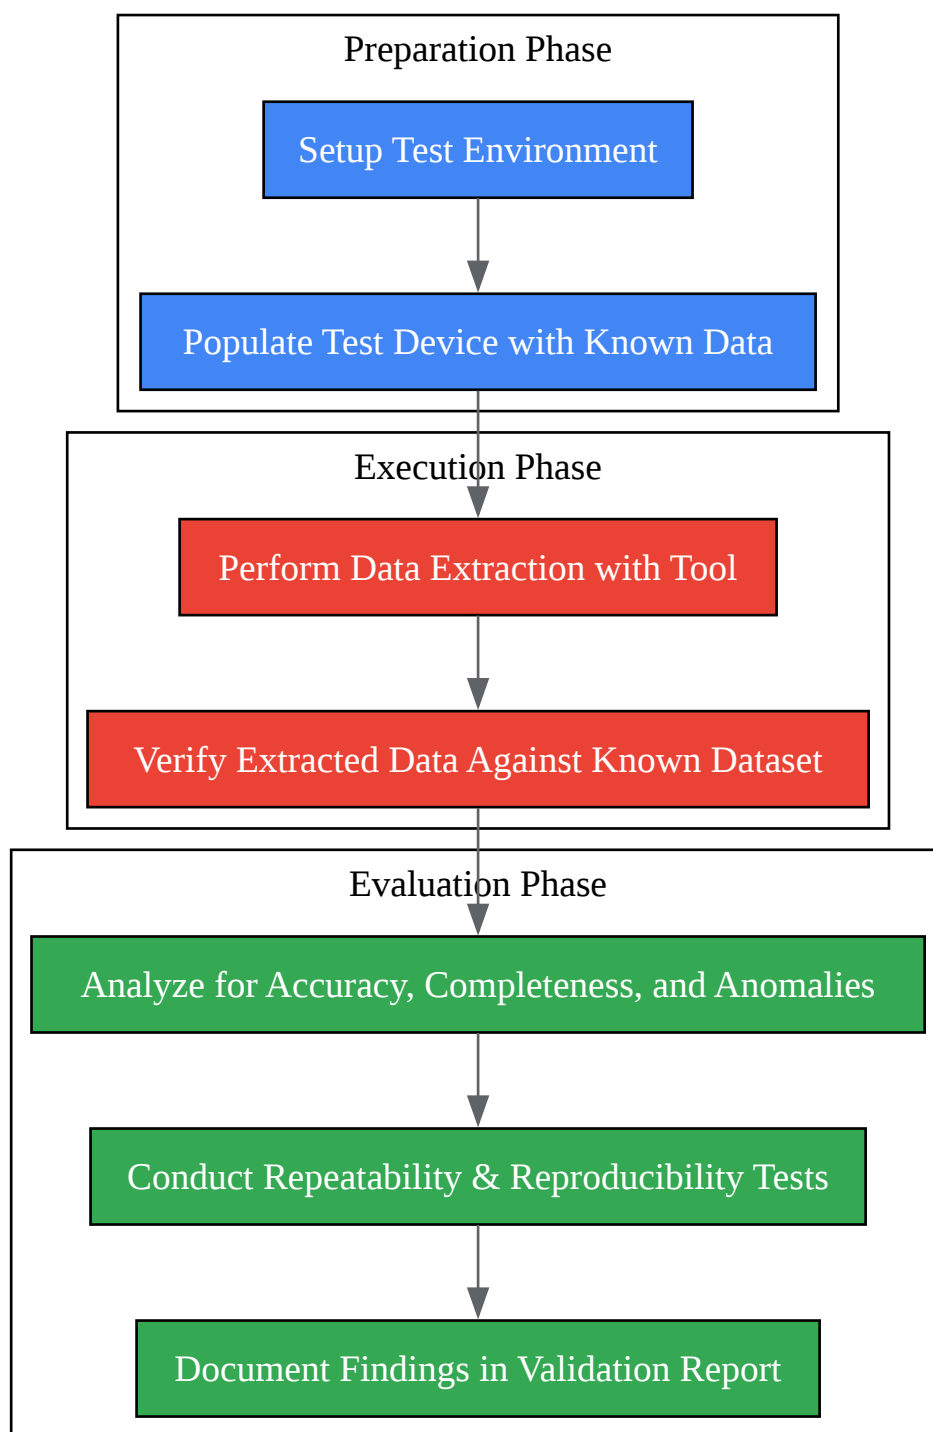 Preparation Phase
Setup Test Environment
Populate Test Device with Known Data
Execution Phase
Perform Data Extraction with Tool
Verify Extracted Data Against Known Dataset
Evaluation Phase
Analyze for Accuracy, Completeness, and Anomalies
Conduct Repeatability & Reproducibility Tests
Document Findings in Validation Report